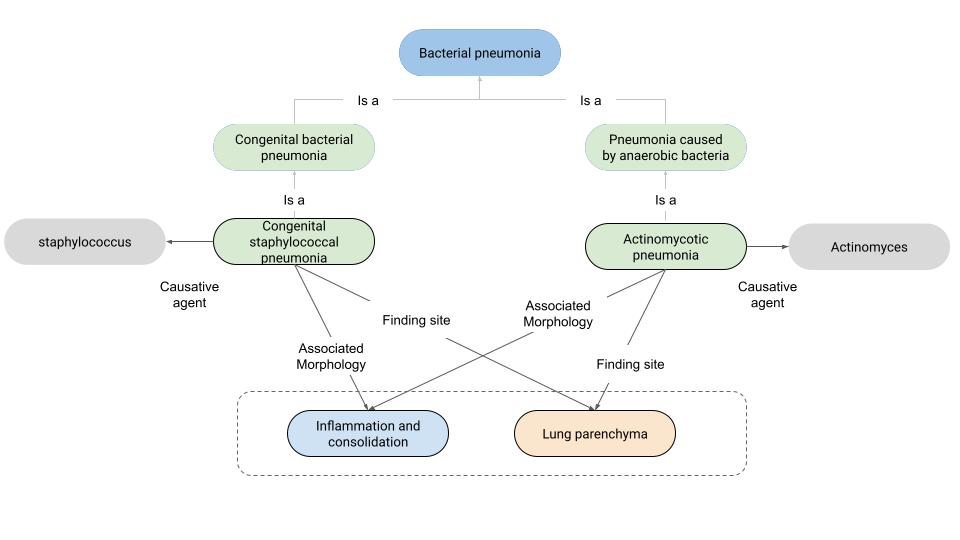 Bacterial pneumonia
Is a
Is a
Congenital bacterial
pneumonia
Pneumonia caused
by anaerobic bacteria
Is a
Is a
staphylococcus
Congenital
staphylococcal
pneumonia
Actinomycotic
pneumonia
Actinomyces
Causative
agent
Causative
agent
Finding site
Associated
Morphology
Associated
Morphology
Finding site
Inflammation and
consolidation
Lung parenchyma